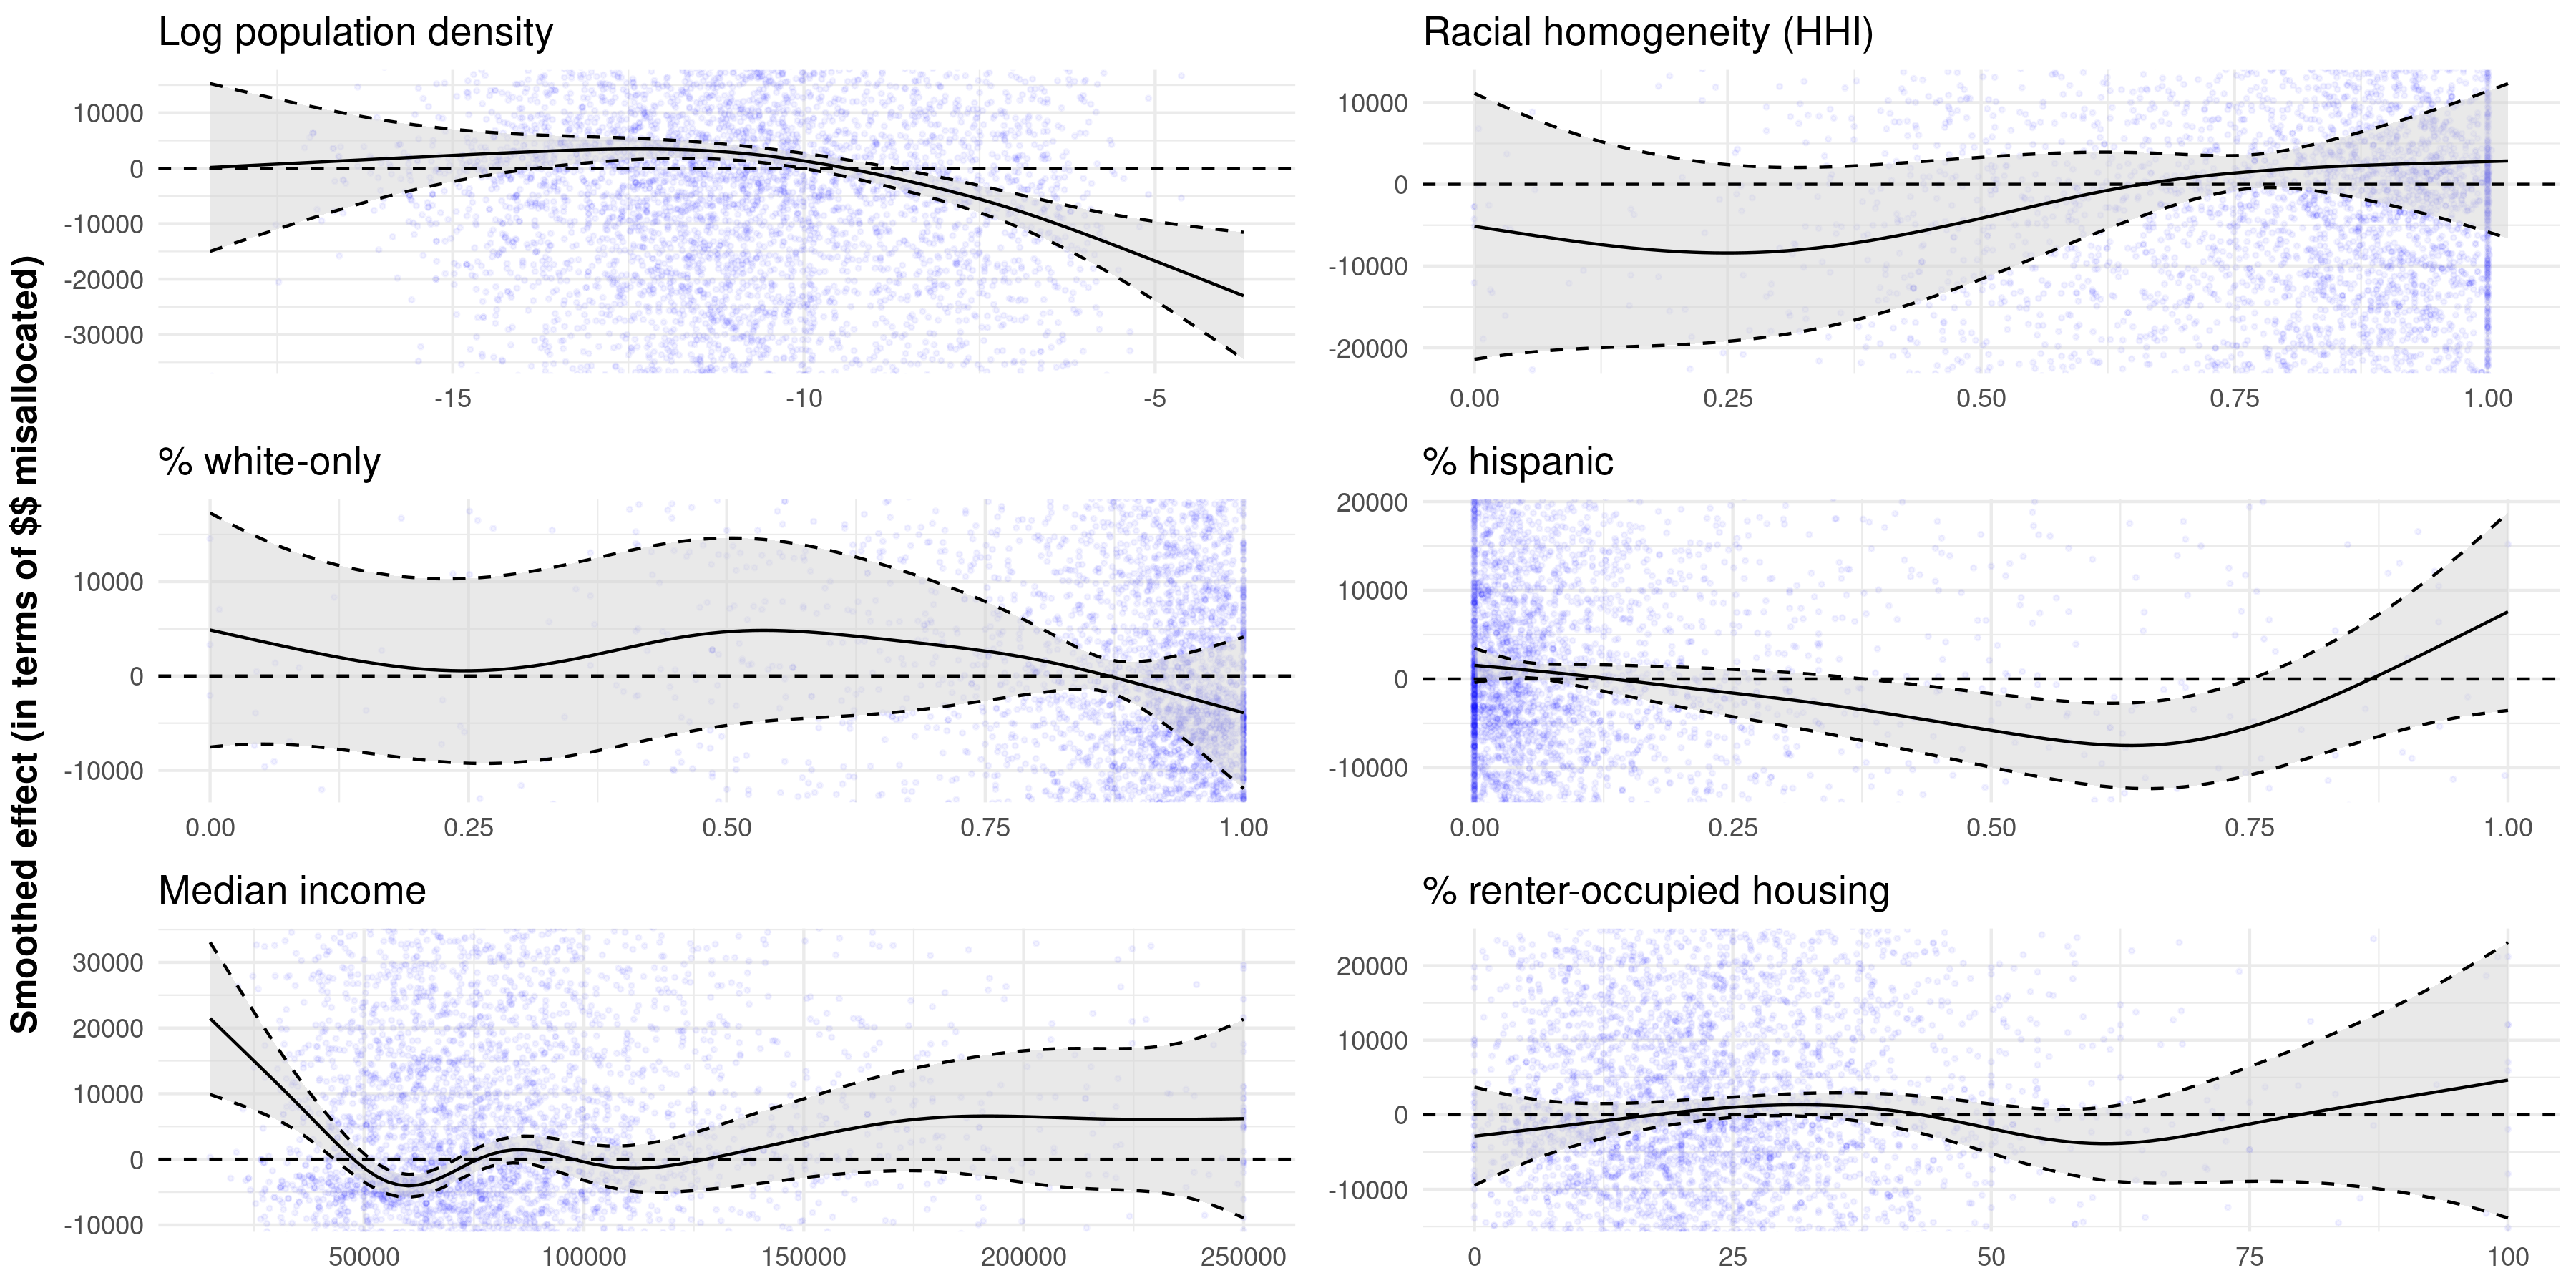 Smoothed effect (in terms of $$ misallocated)
Log population density
10000
0
-10000
-20000
-30000
-15 -10 -5
Racial homogeneity (HHI)
10000
0
-10000
-20000
0.00 0.25 0.50 0.75 1.00
% white-only
10000
0
-10000
0.00 0.25 0.50 0.75 1.00
% hispanic
20000
10000
0
-10000
0.00 0.25 0.50 0.75 1.00
Median income
30000
20000
10000
0
-10000
50000 100000 150000 200000 250000
% renter-occupied housing
20000
10000
0
-10000
0 25 50 75 100